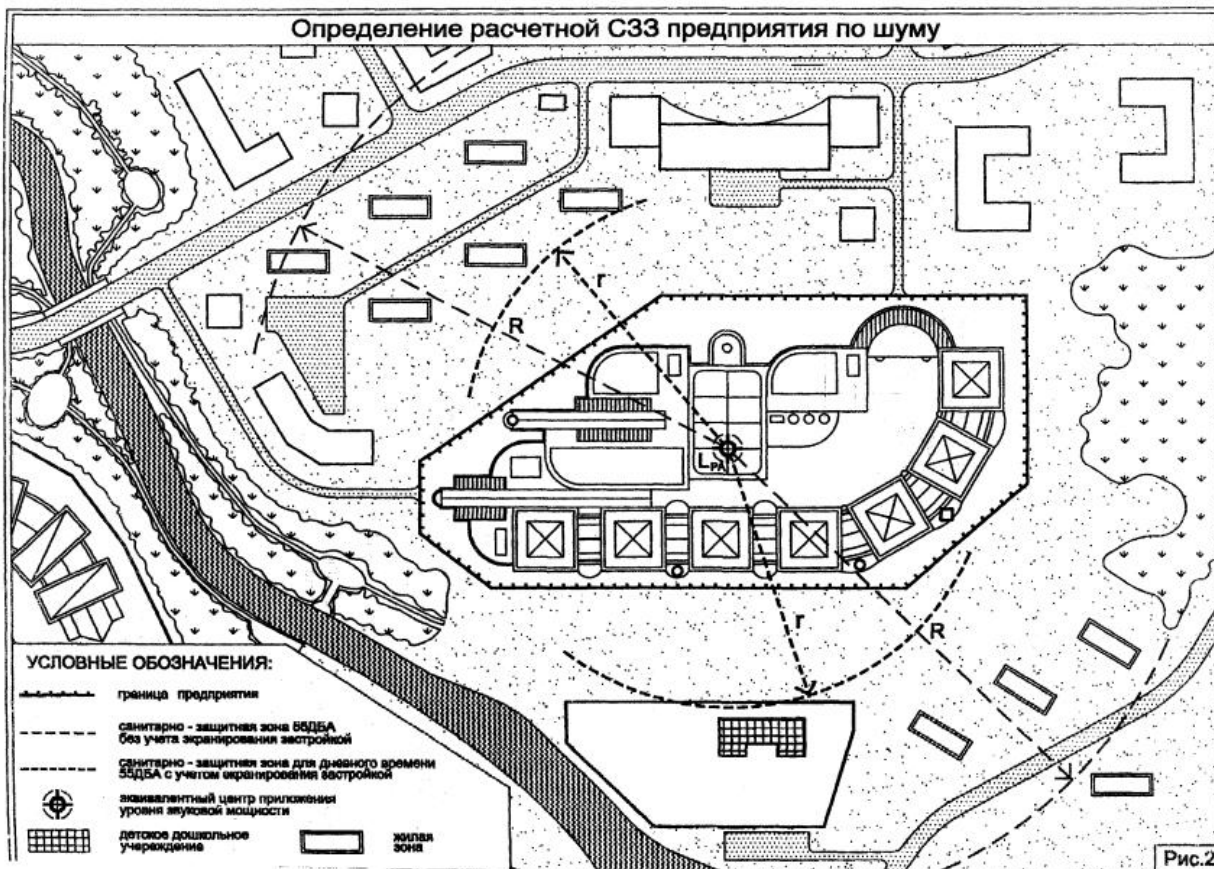 Определение расчетной СЗЗ предприятия по шуму
r
R
LPA
r
R
УСЛОВНЫЕ ОБОЗНАЧЕНИЯ:
граница предприятия
санитарно - защитная зона 55ДБА
без учета экранирования застройкой
санитарно - защитная зона для дневного времени
55ДБА с учетом экранирования застройкой
эквивалентный центр приложения
уровня звуковой мощности
детское дошкольное
учереждение
жилая
зона
Рис.2